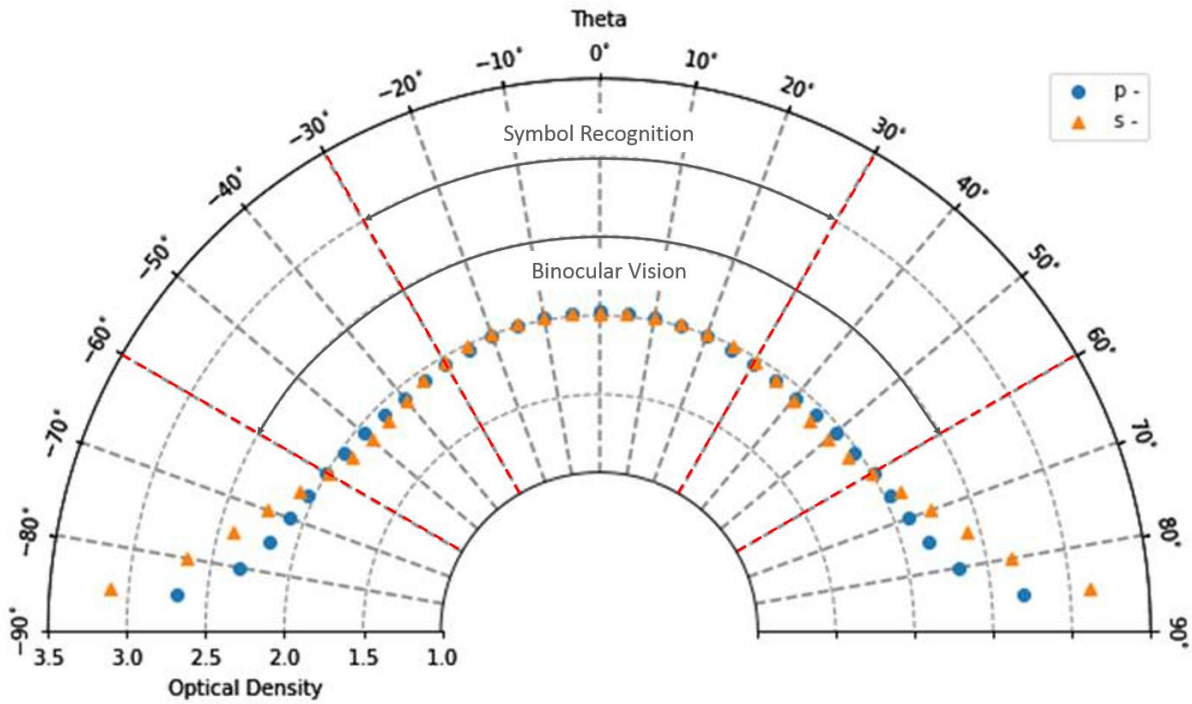 Theta
0˚
−10˚
10˚
−20˚
20˚
−30˚
30˚
−40˚
40˚
−50˚
50˚
−60˚
60˚
−70˚
70˚
−80˚
80˚
−90˚
90˚
p -
s -
Symbol Recognition
Binocular Vision
3.5 3.0 2.5 2.0 1.5 1.0
Optical Density